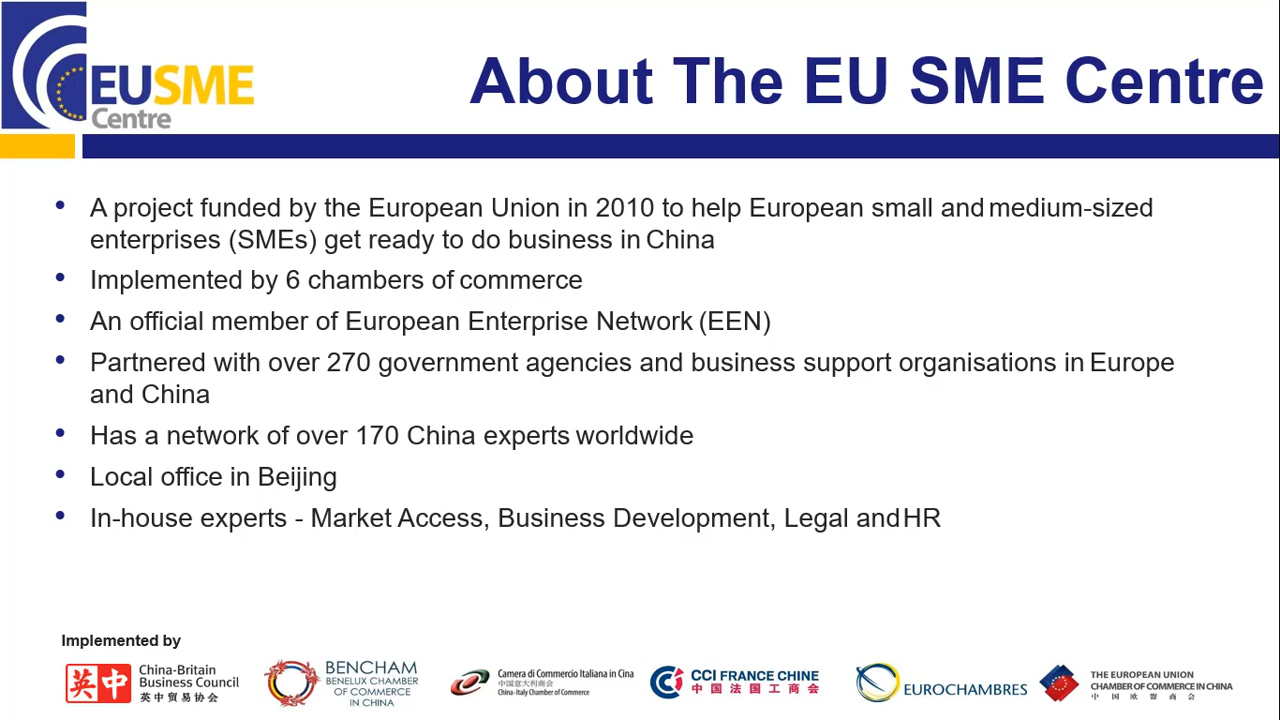 EUSME
Centre
About The EU SME Centre
• A project funded by the European Union in 2010 to help European small and medium-sized
enterprises (SMEs) get ready to do business in China
• Implemented by 6 chambers of commerce
• An official member of European Enterprise Network (EEN)
• Partnered with over 270 government agencies and business support organisations in Europe
and China
• Has a network of over 170 China experts worldwide
• Local office in Beijing
• In-house experts - Market Access, Business Development, Legal and HR
Implemented by
英中
China-Britain
Business Council
英中贸易协会
BENCHAM
BENELUX CHAMBER
OF COMMERCE
IN CHINA
Camera di Commercio Italiana in Cina
中国意大利商会
China-Italy Chamber of Commerce
CCI FRANCE CHINE
中国法国工商会
EUROCHAMBRES
THE EUROPEAN UNION
CHAMBER OF COMMERCE IN CHINA
中国欧盟商会